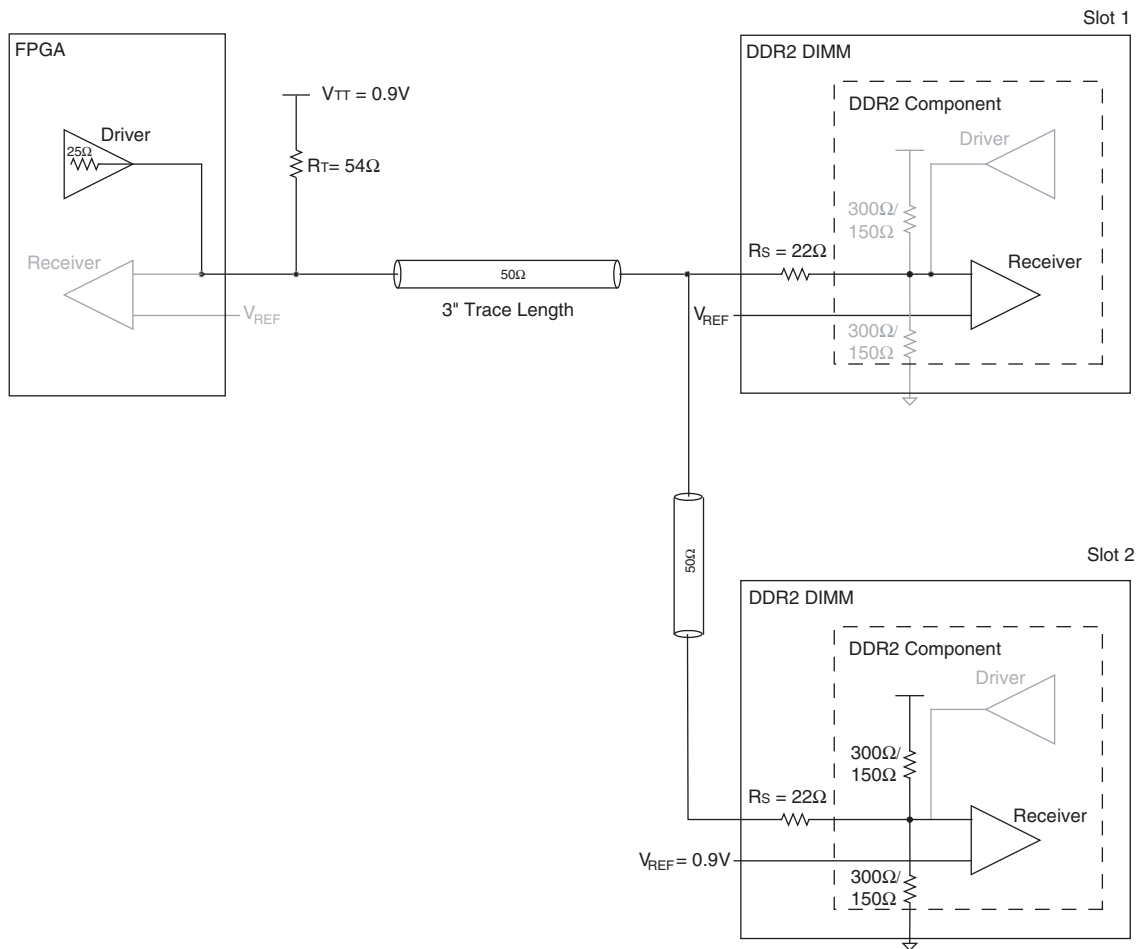 Slot 1
FPGA
DDR2 DIMM
VTT = 0.9V
DDR2 Component
Driver
Driver
25Ω
RT= 54Ω
300Ω/
150Ω
Receiver
RS = 22Ω
Receiver
50Ω
3" Trace Length
VREF
VREF
300Ω/
150Ω
50Ω
Slot 2
DDR2 DIMM
DDR2 Component
Driver
300Ω/
150Ω
RS = 22Ω
Receiver
VREF = 0.9V
300Ω/
150Ω